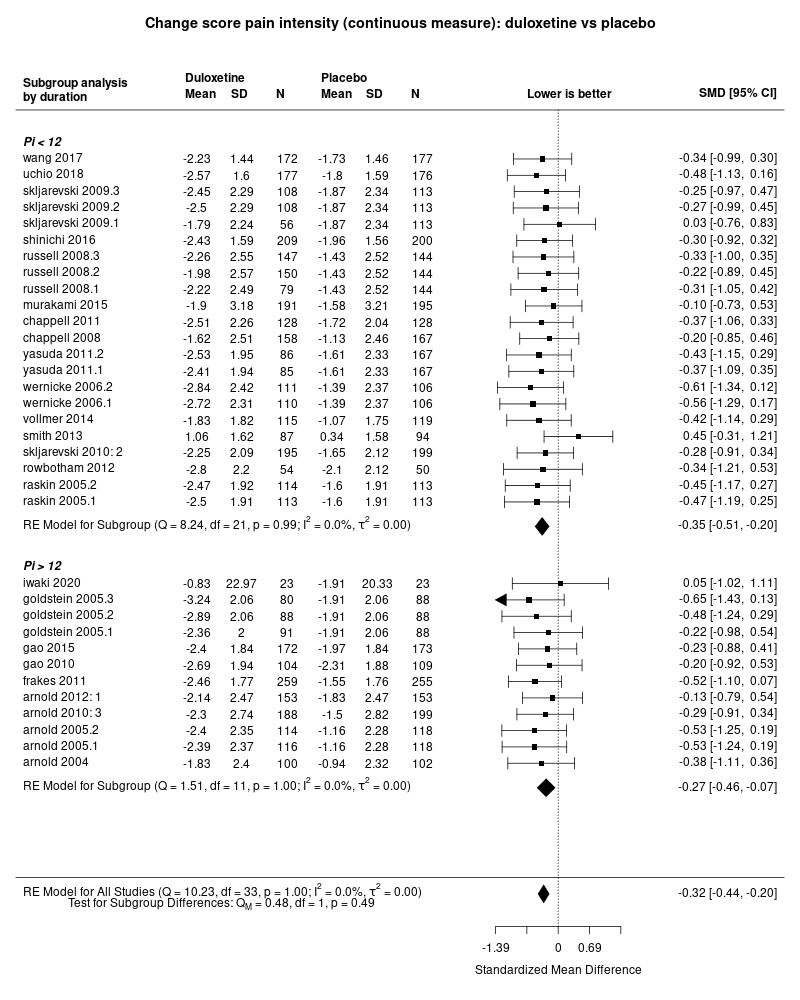 Change score pain intensity (continuous measure): duloxetine vs placebo
Subgroup analysis by duration
Duloxetine Placebo
Mean SD N Mean SD N Lower is better SMD [95% CI]
Pi < 12
wang 2017 -2.23 1.44 172 -1.73 1.46 177 -0.34 [-0.99, 0.30]
uchio 2018 -2.57 1.6 177 -1.8 1.59 176 -0.48 [-1.13, 0.16]
skljarevski 2009.3 -2.45 2.29 108 -1.87 2.34 113 -0.25 [-0.97, 0.47]
skljarevski 2009.2 -2.5 2.29 108 -1.87 2.34 113 -0.27 [-0.99, 0.45]
skljarevski 2009.1 -1.79 2.24 56 -1.87 2.34 113 0.03 [-0.76, 0.83]
shinichi 2016 -2.43 1.59 209 -1.96 1.56 200 -0.30 [-0.92, 0.32]
russell 2008.3 -2.26 2.55 147 -1.43 2.52 144 -0.33 [-1.00, 0.35]
russell 2008.2 -1.98 2.57 150 -1.43 2.52 144 -0.22 [-0.89, 0.45]
russell 2008.1 -2.22 2.49 79 -1.43 2.52 144 -0.31 [-1.05, 0.42]
murakami 2015 -1.9 3.18 191 -1.58 3.21 195 -0.10 [-0.73, 0.53]
chappell 2011 -2.51 2.26 128 -1.72 2.04 128 -0.37 [-1.06, 0.33]
chappell 2008 -1.62 2.51 158 -1.13 2.46 167 -0.20 [-0.85, 0.46]
yasuda 2011.2 -2.53 1.95 86 -1.61 2.33 167 -0.43 [-1.15, 0.29]
yasuda 2011.1 -2.41 1.94 85 -1.61 2.33 167 -0.37 [-1.09, 0.35]
wernicke 2006.2 -2.84 2.42 111 -1.39 2.37 106 -0.61 [-1.34, 0.12]
wernicke 2006.1 -2.72 2.31 110 -1.39 2.37 106 -0.56 [-1.29, 0.17]
vollmer 2014 -1.83 1.82 115 -1.07 1.75 119 -0.42 [-1.14, 0.29]
smith 2013 1.06 1.62 87 0.34 1.58 94 0.45 [-0.31, 1.21]
skljarevski 2010: 2 -2.25 2.09 195 -1.65 2.12 199 -0.28 [-0.91, 0.34]
rowbotham 2012 -2.8 2.2 54 -2.1 2.12 50 -0.34 [-1.21, 0.53]
raskin 2005.2 -2.47 1.92 114 -1.6 1.91 113 -0.45 [-1.17, 0.27]
raskin 2005.1 -2.5 1.91 113 -1.6 1.91 113 -0.47 [-1.19, 0.25]
RE Model for Subgroup (Q = 8.24, df = 21, p = 0.99; I² = 0.0%, τ² = 0.00) -0.35 [-0.51, -0.20]
Pi > 12
iwaki 2020 -0.83 22.97 23 -1.91 20.33 23 0.05 [-1.02, 1.11]
goldstein 2005.3 -3.24 2.06 80 -1.91 2.06 88 -0.65 [-1.43, 0.13]
goldstein 2005.2 -2.89 2.06 88 -1.91 2.06 88 -0.48 [-1.24, 0.29]
goldstein 2005.1 -2.36 2 91 -1.91 2.06 88 -0.22 [-0.98, 0.54]
gao 2015 -2.4 1.84 172 -1.97 1.84 173 -0.23 [-0.88, 0.41]
gao 2010 -2.69 1.94 104 -2.31 1.88 109 -0.20 [-0.92, 0.53]
frakes 2011 -2.46 1.77 259 -1.55 1.76 255 -0.52 [-1.10, 0.07]
arnold 2012: 1 -2.14 2.47 153 -1.83 2.47 153 -0.13 [-0.79, 0.54]
arnold 2010: 3 -2.3 2.74 188 -1.5 2.82 199 -0.29 [-0.91, 0.34]
arnold 2005.2 -2.4 2.35 114 -1.16 2.28 118 -0.53 [-1.25, 0.19]
arnold 2005.1 -2.39 2.37 116 -1.16 2.28 118 -0.53 [-1.24, 0.19]
arnold 2004 -1.83 2.4 100 -0.94 2.32 102 -0.38 [-1.11, 0.36]
RE Model for Subgroup (Q = 1.51, df = 11, p = 1.00; I² = 0.0%, τ² = 0.00) -0.27 [-0.46, -0.07]
RE Model for All Studies (Q = 10.23, df = 33, p = 1.00; I² = 0.0%, τ² = 0.00) -0.32 [-0.44, -0.20]
Test for Subgroup Differences: Q_M = 0.48, df = 1, p = 0.49
-1.39 0 0.69
Standardized Mean Difference